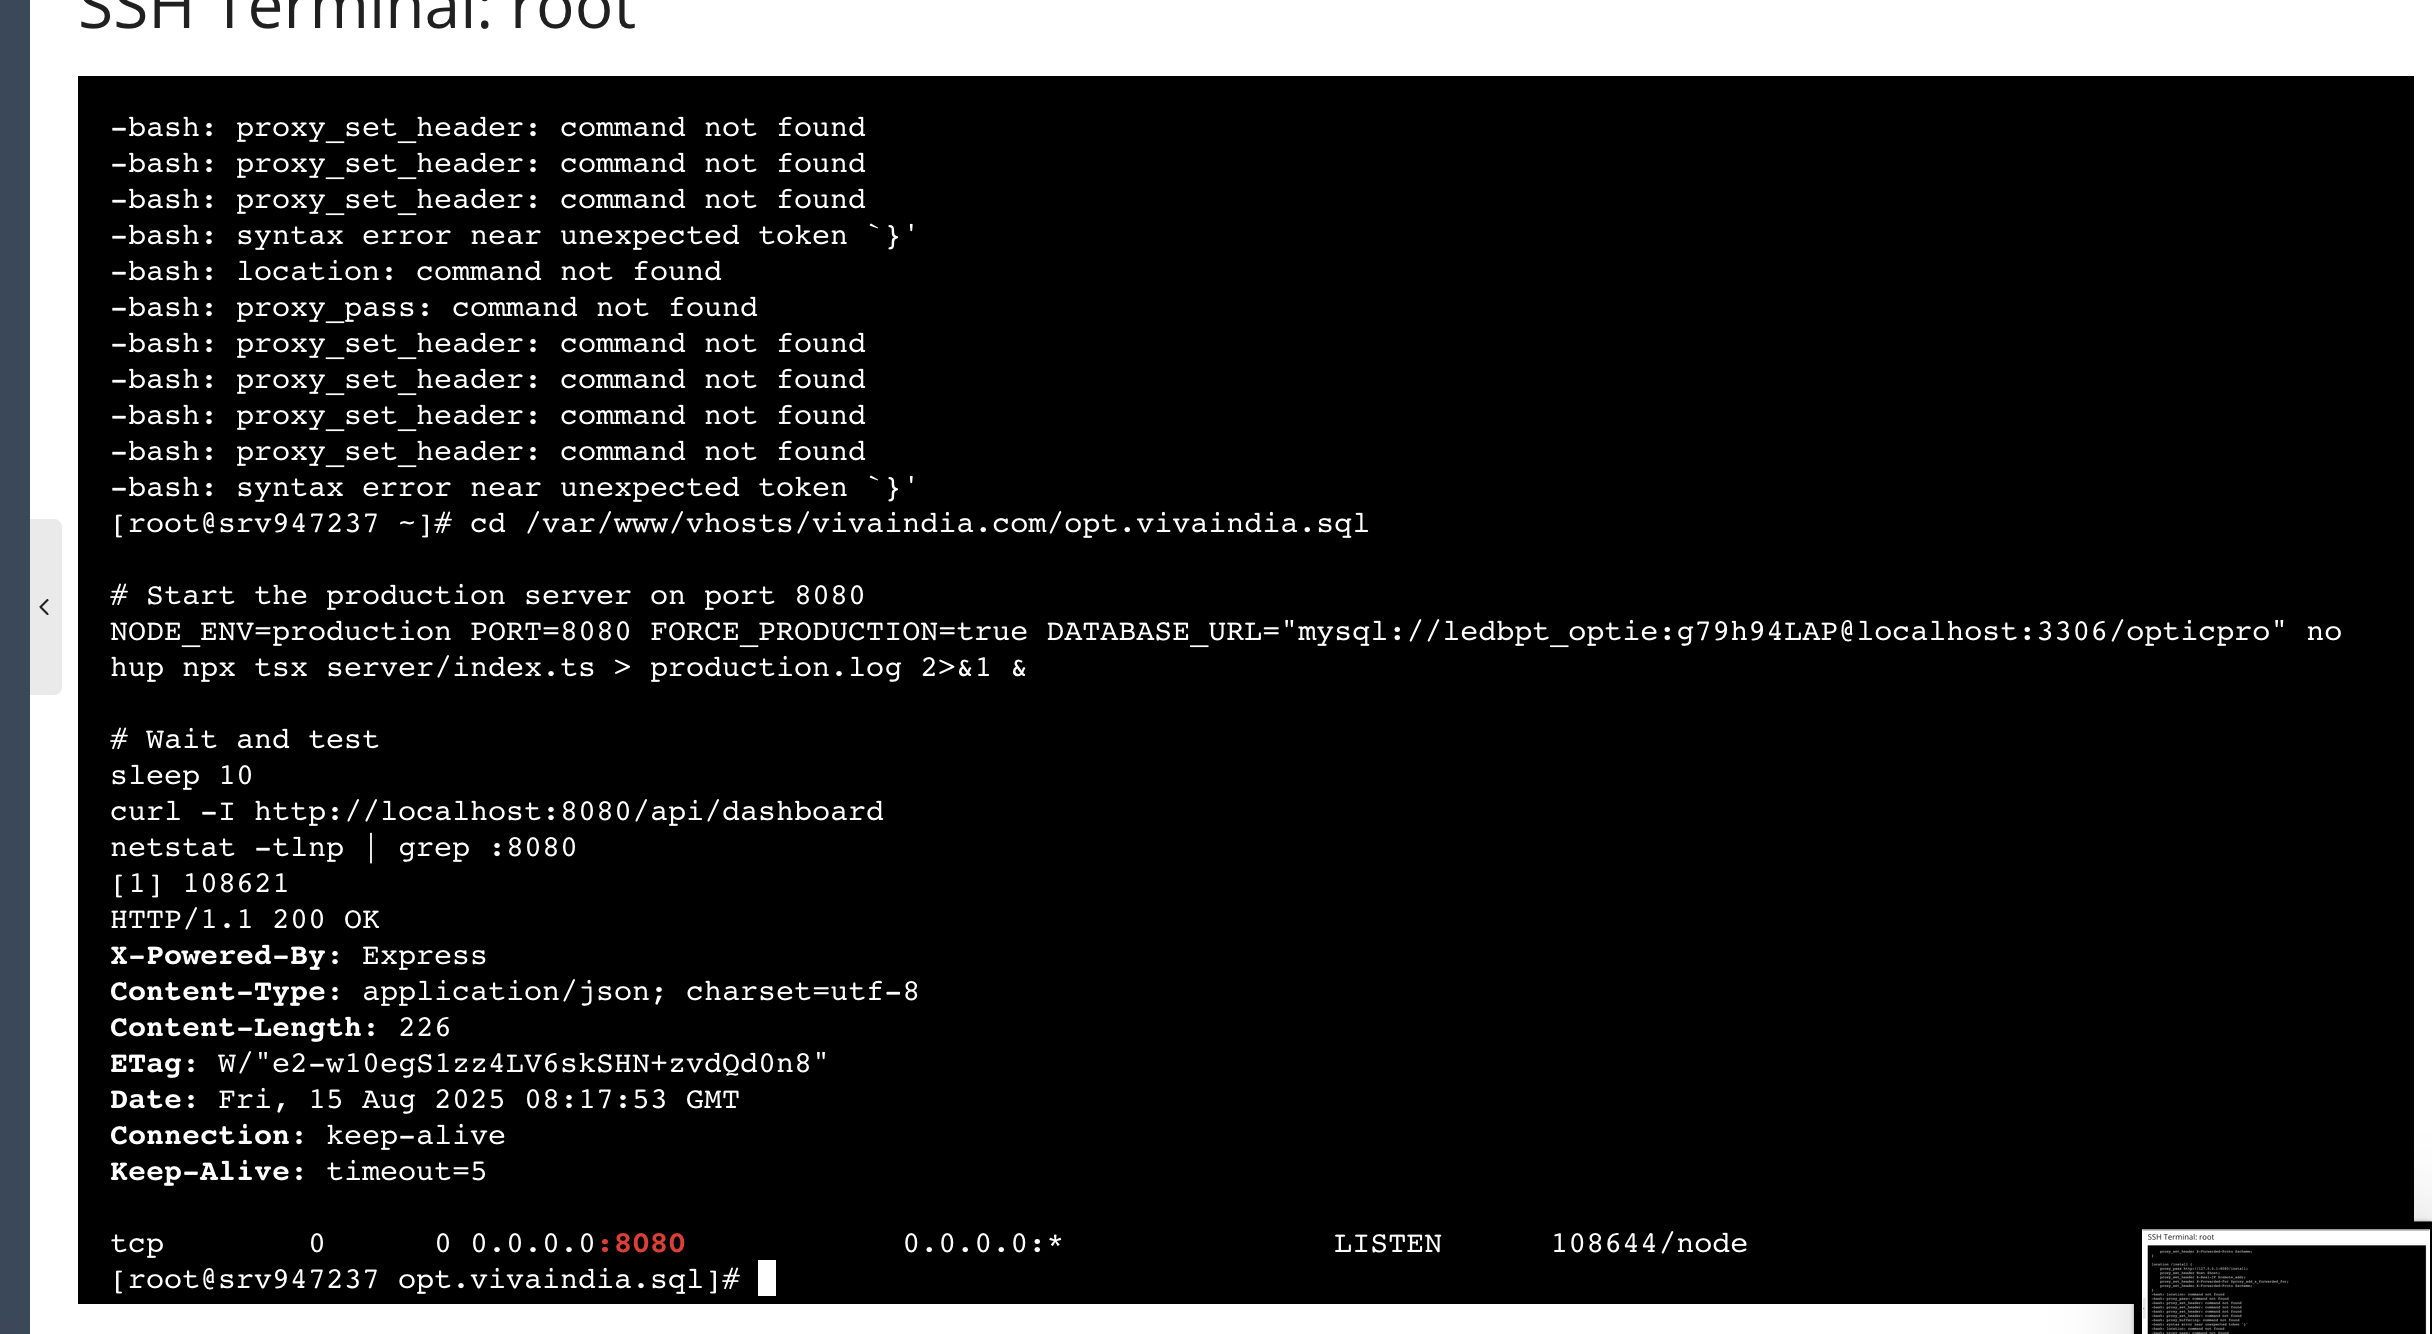 SSH Terminal: root
-bash: proxy_set_header: command not found
-bash: proxy_set_header: command not found
-bash: proxy_set_header: command not found
-bash: syntax error near unexpected token `}'
-bash: location: command not found
-bash: proxy_pass: command not found
-bash: proxy_set_header: command not found
-bash: proxy_set_header: command not found
-bash: proxy_set_header: command not found
-bash: proxy_set_header: command not found
-bash: syntax error near unexpected token `}'
[root@srv947237 ~]# cd /var/www/vhosts/vivaindia.com/opt.vivaindia.sql
# Start the production server on port 8080
NODE_ENV=production PORT=8080 FORCE_PRODUCTION=true DATABASE_URL="mysql://ledbpt_optie:g79h94LAP@localhost:3306/opticpro" no
hup npx tsx server/index.ts > production.log 2>&1 &
# Wait and test
sleep 10
curl -I http://localhost:8080/api/dashboard
netstat -tlnp | grep :8080
[1] 108621
HTTP/1.1 200 OK
X-Powered-By: Express
Content-Type: application/json; charset=utf-8
Content-Length: 226
ETag: W/"e2-w10egS1zz4LV6skSHN+zvdQd0n8"
Date: Fri, 15 Aug 2025 08:17:53 GMT
Connection: keep-alive
Keep-Alive: timeout=5
tcp 0 0 0.0.0.0:8080 0.0.0.0:* LISTEN 108644/node
[root@srv947237 opt.vivaindia.sql]#
SSH Terminal: root